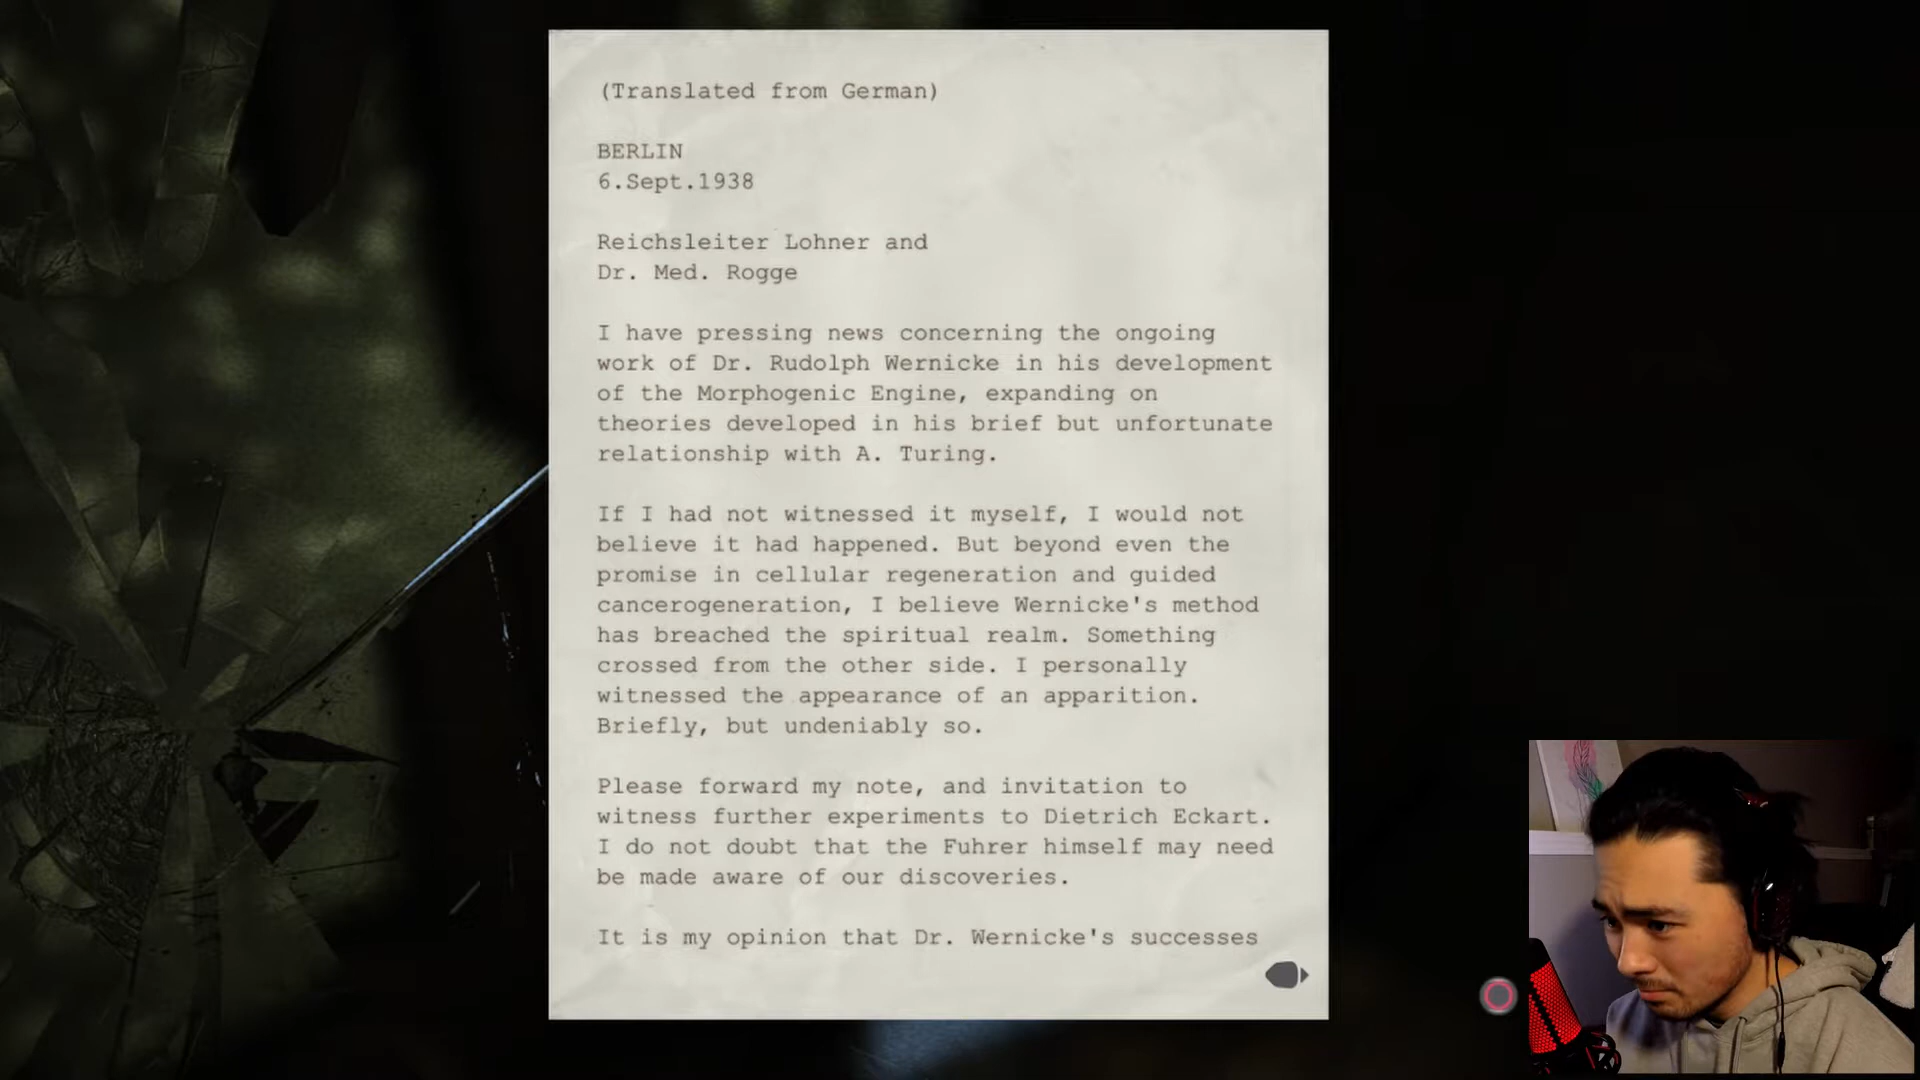 (Translated from German)
BERLIN
6.Sept.1938
Reichsleiter Lohner and
Dr. Med. Rogge
I have pressing news concerning the ongoing
work of Dr. Rudolph Wernicke in his development
of the Morphogenic Engine, expanding on
theories developed in his brief but unfortunate
relationship with A. Turing.
If I had not witnessed it myself, I would not
believe it had happened. But beyond even the
promise in cellular regeneration and guided
cancerogeneration, I believe Wernicke's method
has breached the spiritual realm. Something
crossed from the other side. I personally
witnessed the appearance of an apparition.
Briefly, but undeniably so.
Please forward my note, and invitation to
witness further experiments to Dietrich Eckart.
I do not doubt that the Fuhrer himself may need
be made aware of our discoveries.
It is my opinion that Dr. Wernicke's successes